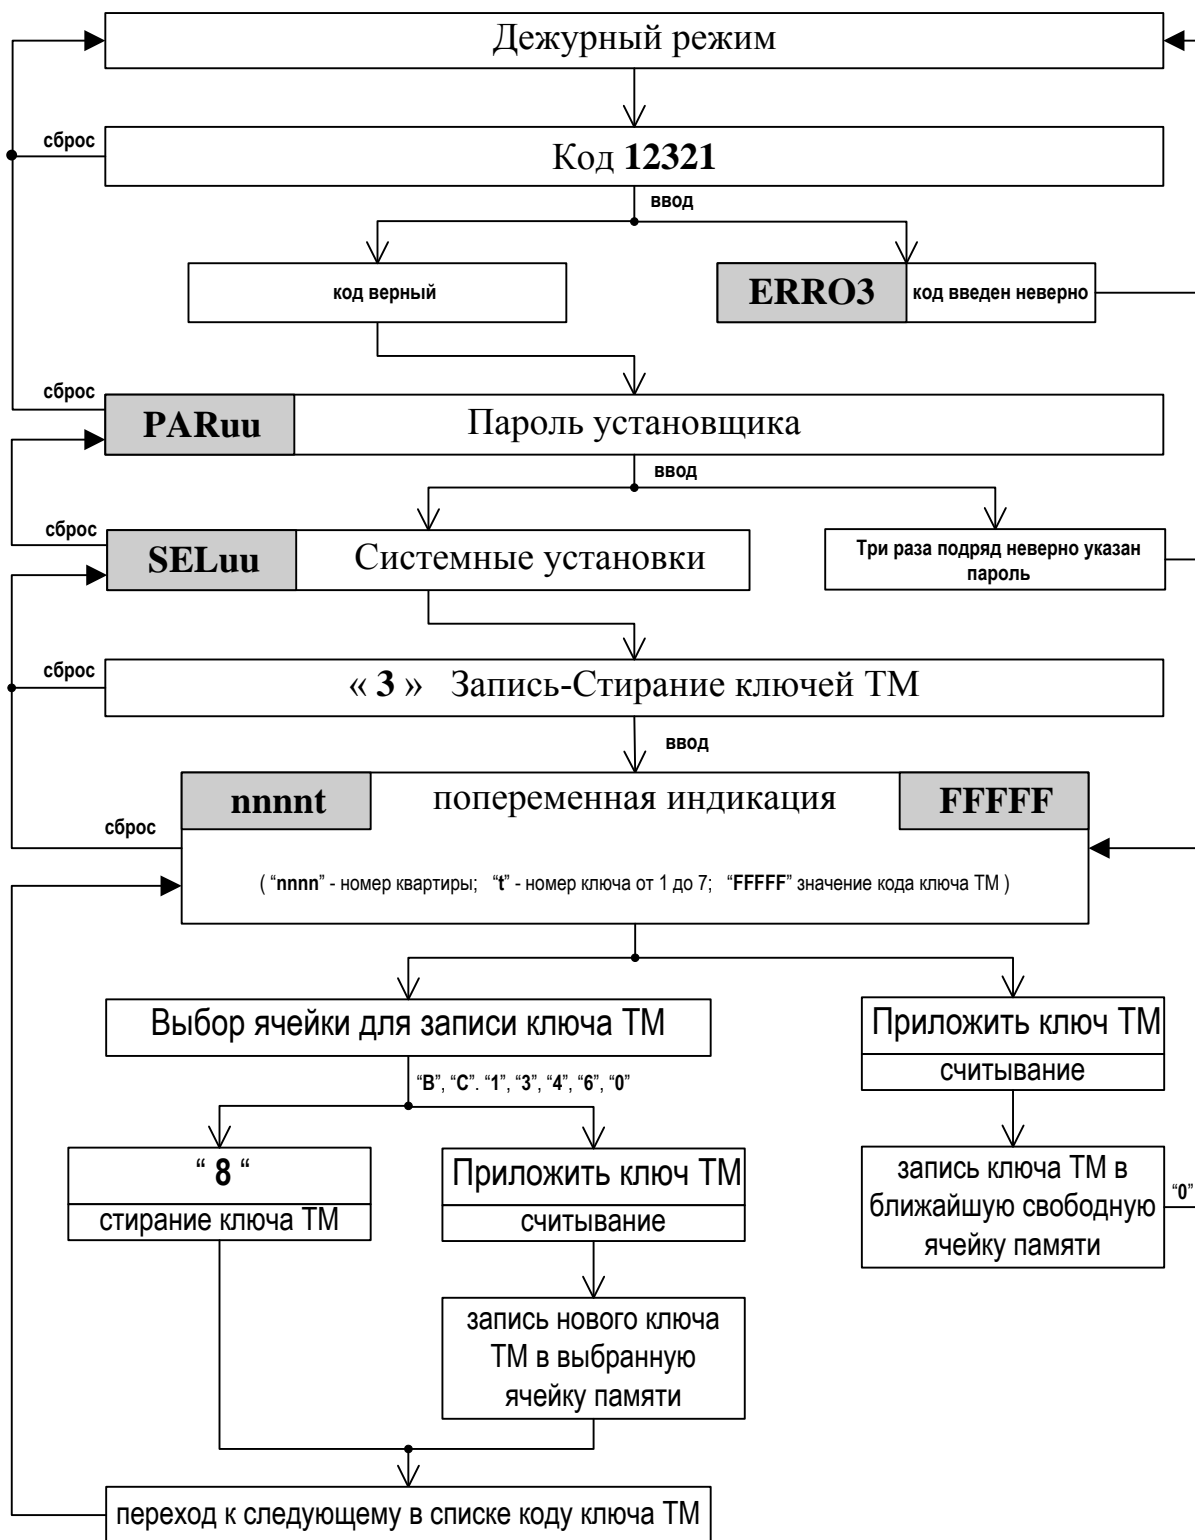 Дежурный режим
сброс
Код 12321
ввод
код верный
ERRO3 код введен неверно
сброс
PARuu Пароль установщика
ввод
сброс
SELuu Системные установки
Три раза подряд неверно указан
пароль
сброс
« 3 » Запись-Стирание ключей ТМ
ввод
nnnnt попеременная индикация FFFFF
сброс
( “nnnn” - номер квартиры; “t” - номер ключа от 1 до 7; “FFFFF” значение кода ключа ТМ )
Выбор ячейки для записи ключа ТМ
Приложить ключ ТМ
считывание
“B”, “C”. “1”, “3”, “4”, “6”, “0”
“ 8 “
стирание ключа ТМ
Приложить ключ ТМ
считывание
запись ключа ТМ в
ближайшую свободную
ячейку памяти
“0”
запись нового ключа
ТМ в выбранную
ячейку памяти
переход к следующему в списке коду ключа ТМ